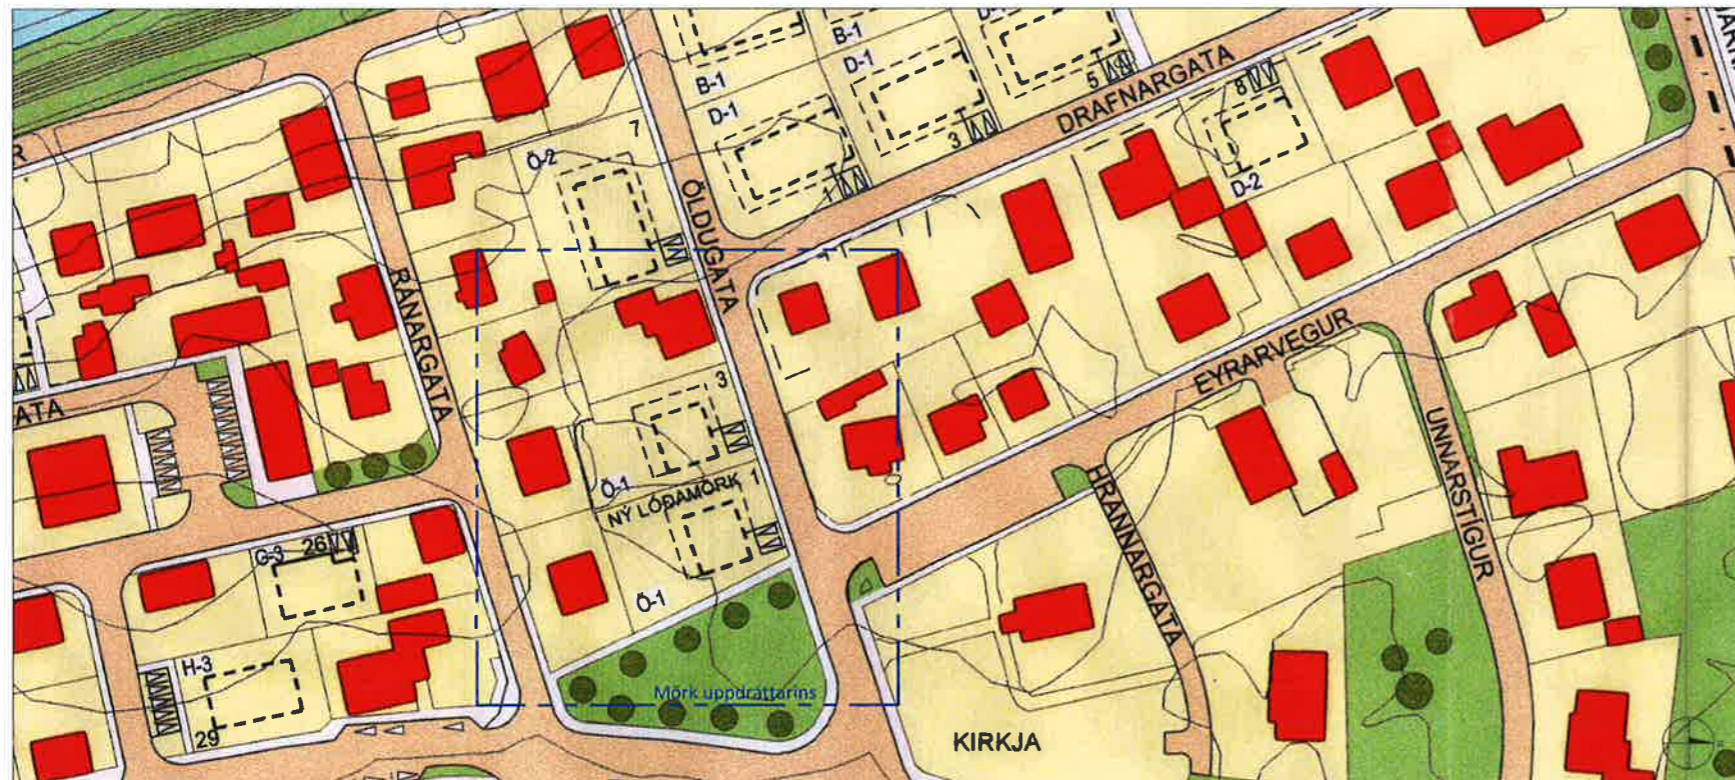 B-1
D-1
B-1
D-1
5
3
DRAFNARGATA
8
D-2
7
Ö-2
ÖLDUGATA
RÁNARGATA
EYRARVEGUR
3
Ö-1
NÝ LÓÐAMÖRK 1
Ö-1
HRANNARGATA
UNNARSTÍGUR
ATA
G-3 26
H-3
29
Mörk uppdráttarins
KIRKJA